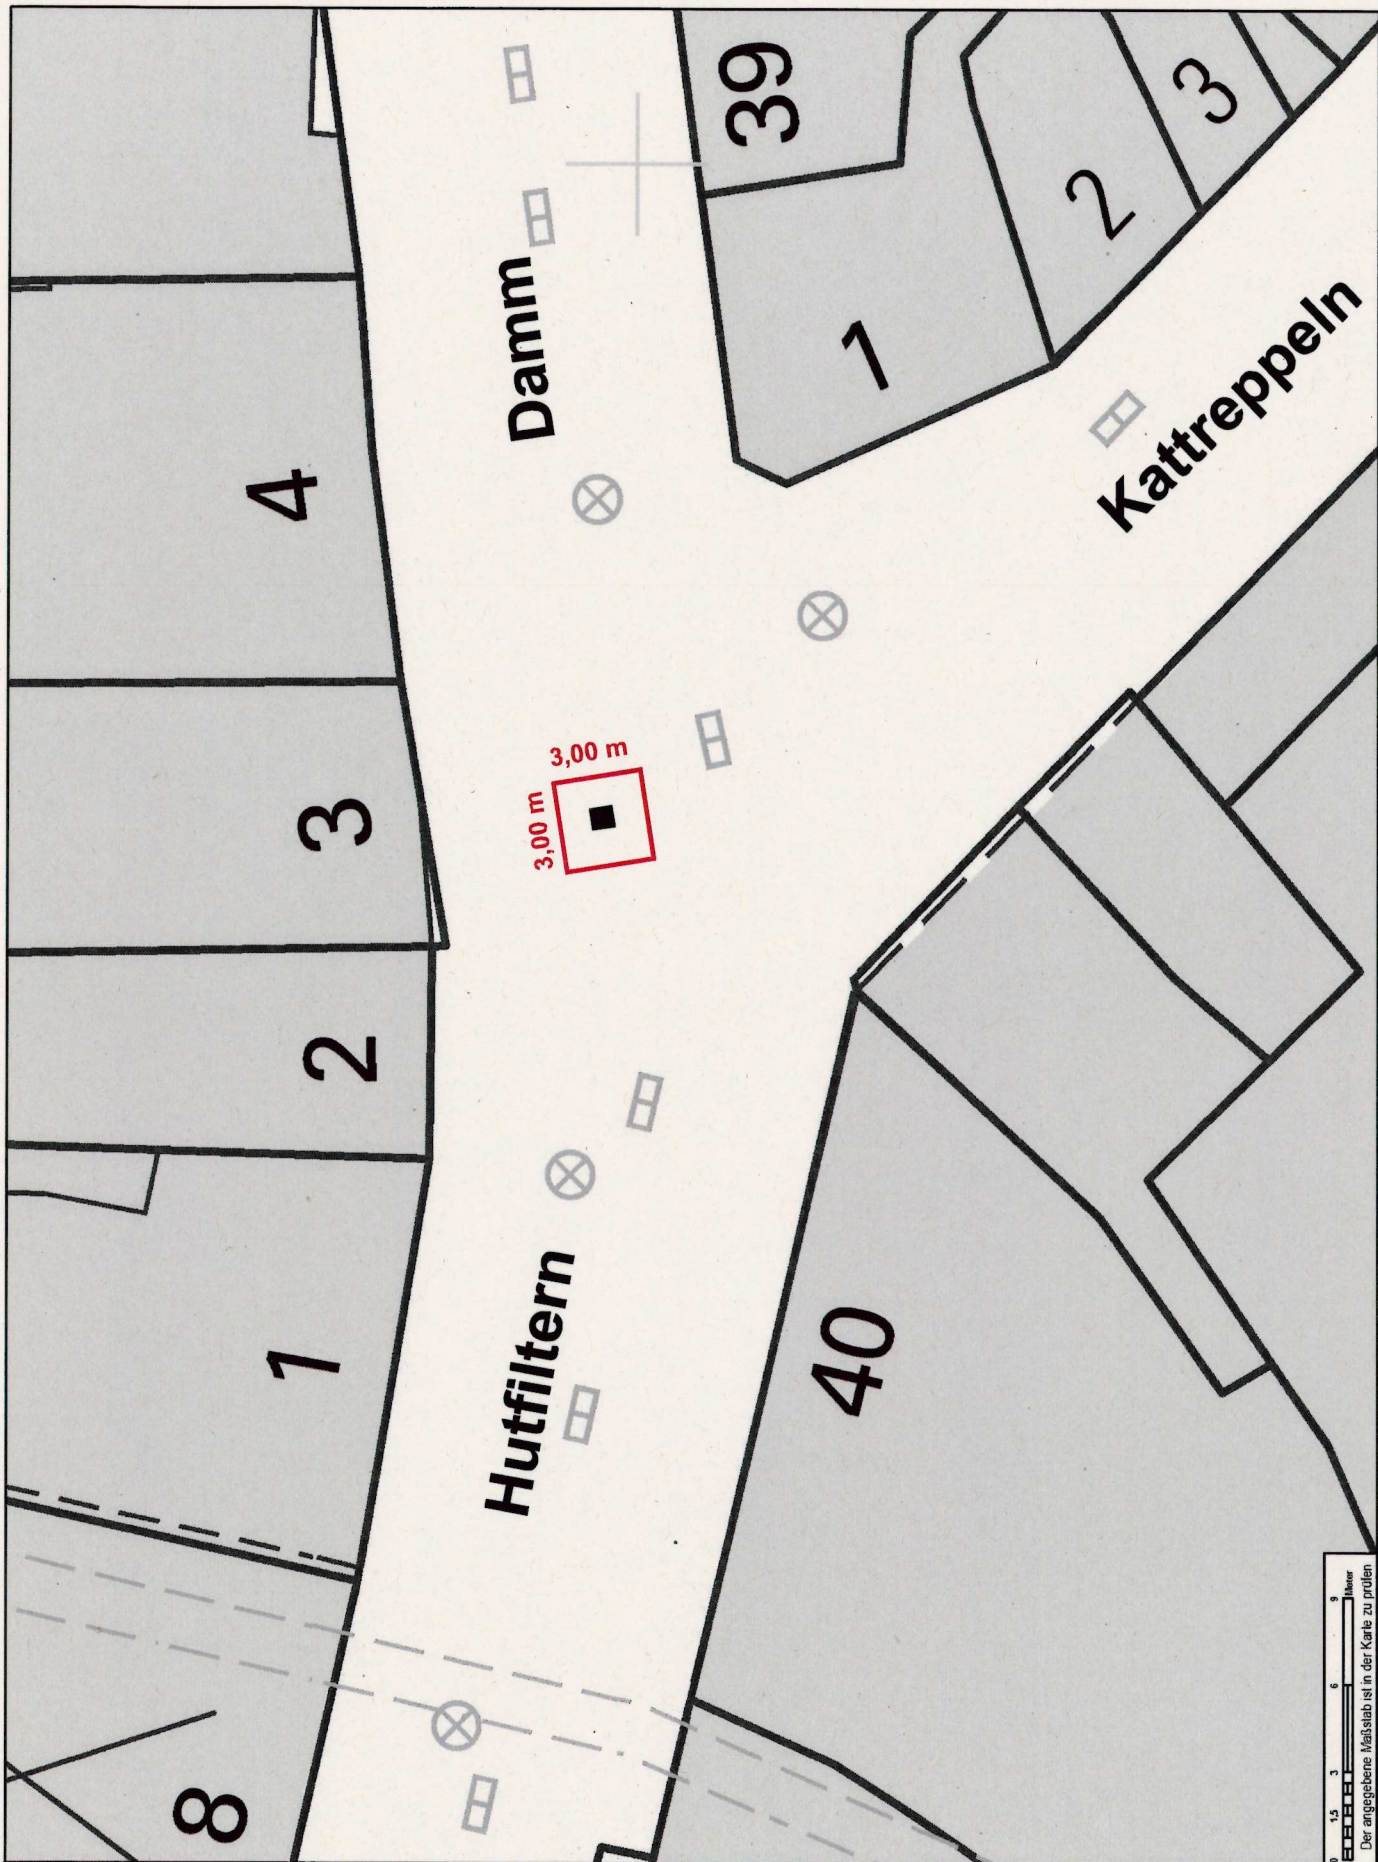 39
3
2
1
Damm
Kattreppeln
4
3
3,00 m
3,00 m
2
Hutfiltern
1
40
8
0 1,5 3 6 9
Meter
Der angegebene Maßstab ist in der Karte zu prüfen